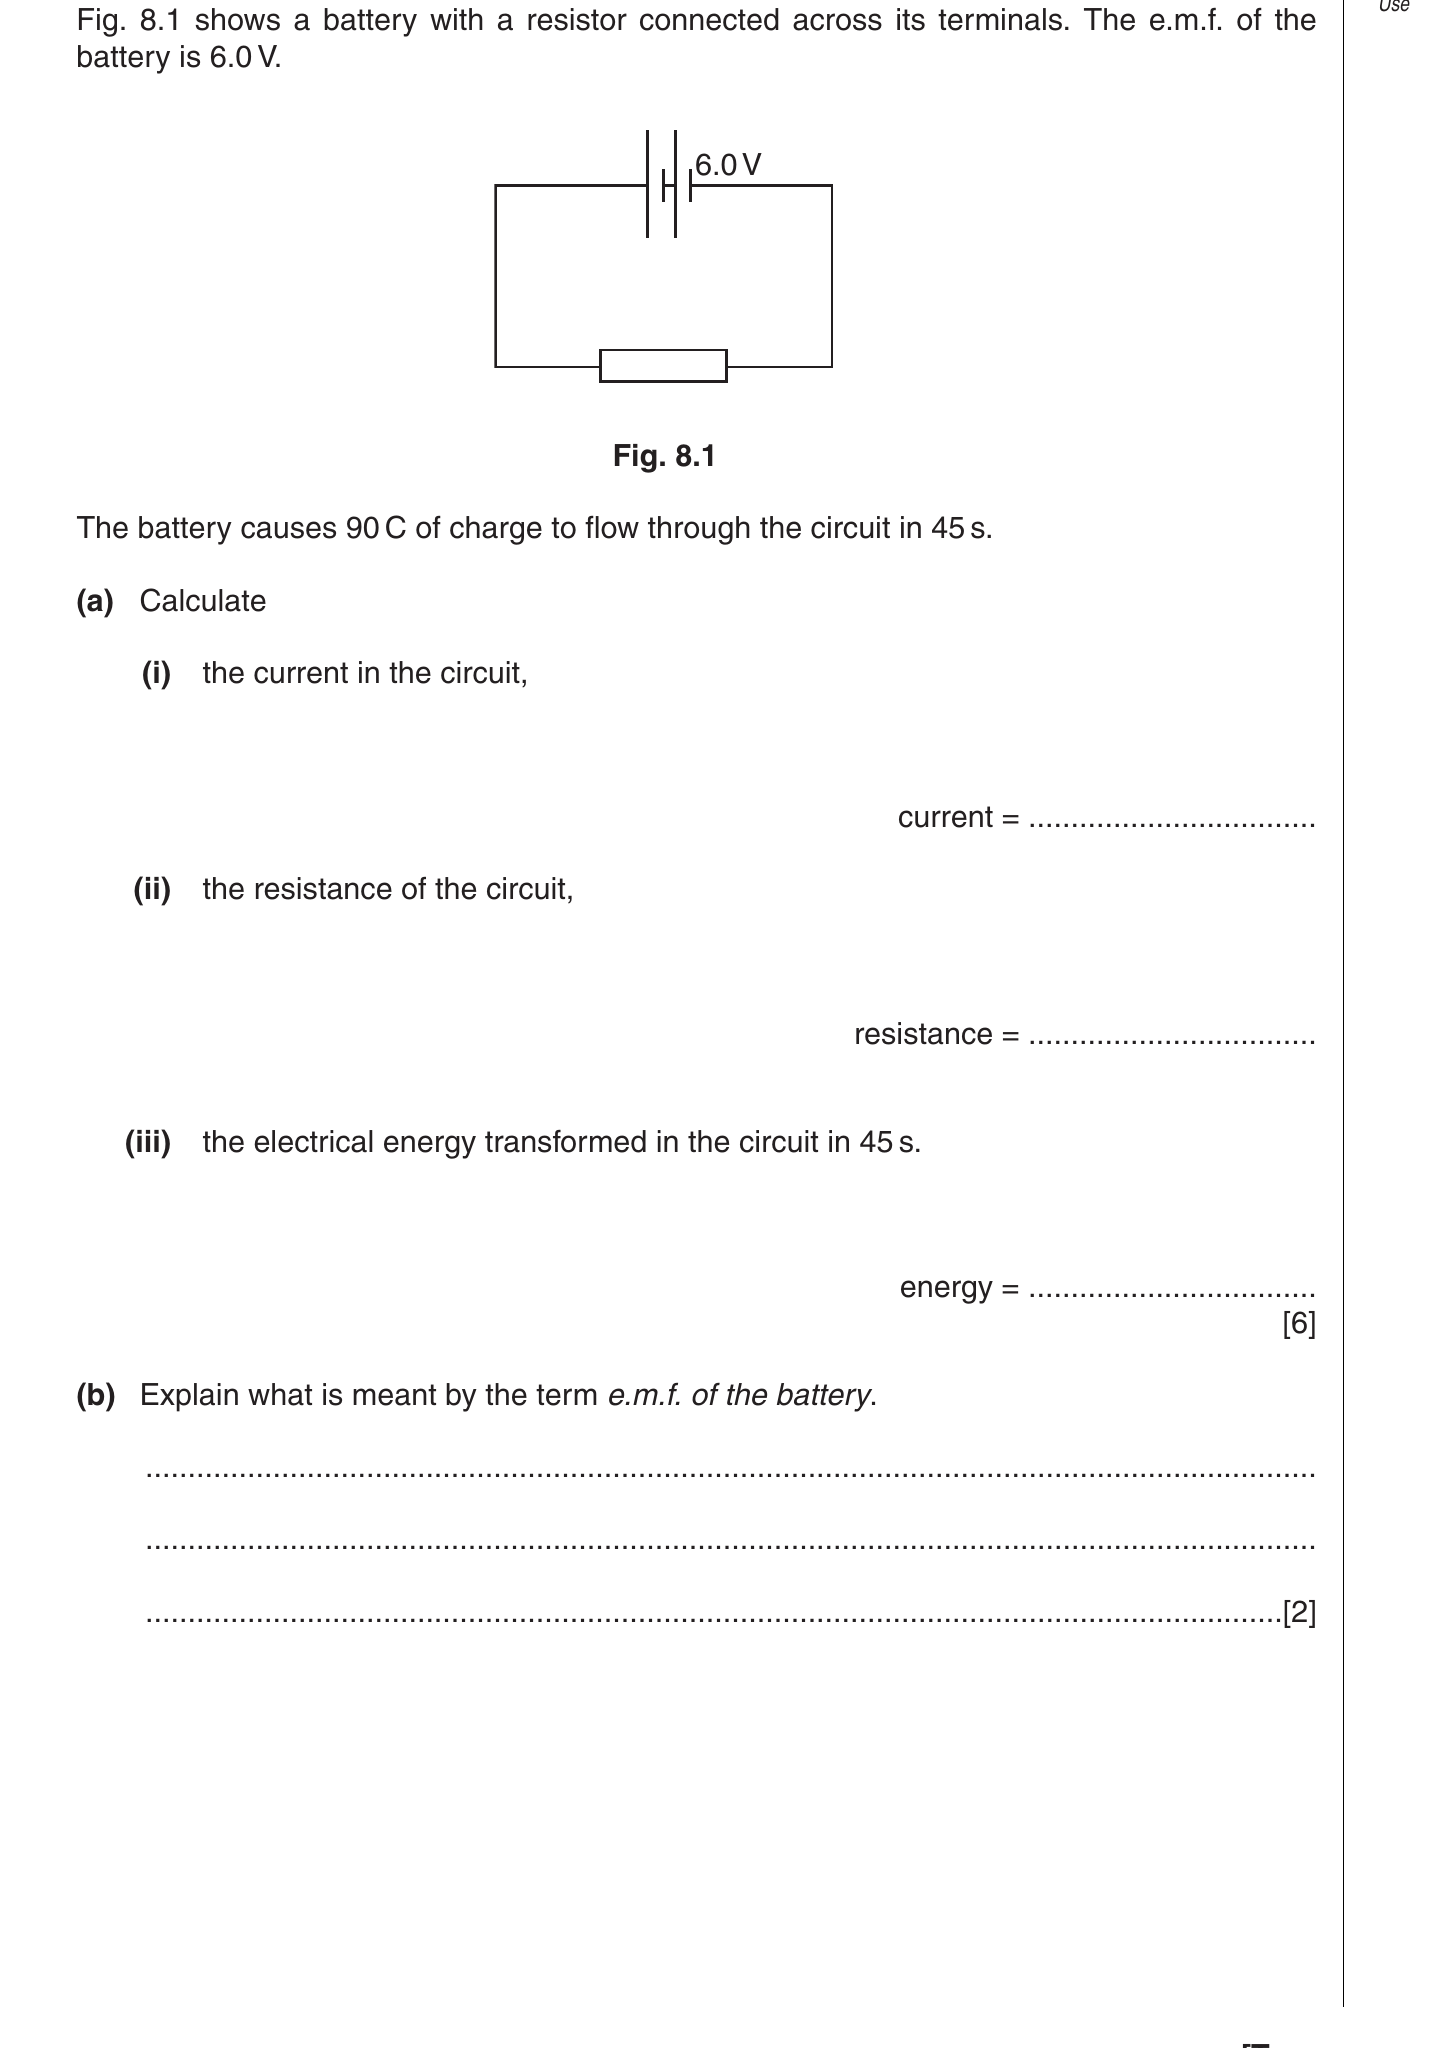 Use
Fig. 8.1 shows a battery with a resistor connected across its terminals. The e.m.f. of the
battery is 6.0 V.
6.0 V
Fig. 8.1
The battery causes 90 C of charge to flow through the circuit in 45 s.
(a) Calculate
(i) the current in the circuit,
current = ..................................
(ii) the resistance of the circuit,
resistance = ..................................
(iii) the electrical energy transformed in the circuit in 45 s.
energy = ..................................
[6]
(b) Explain what is meant by the term e.m.f. of the battery.
..........................................................................................................................................
..........................................................................................................................................
......................................................................................................................................[2]